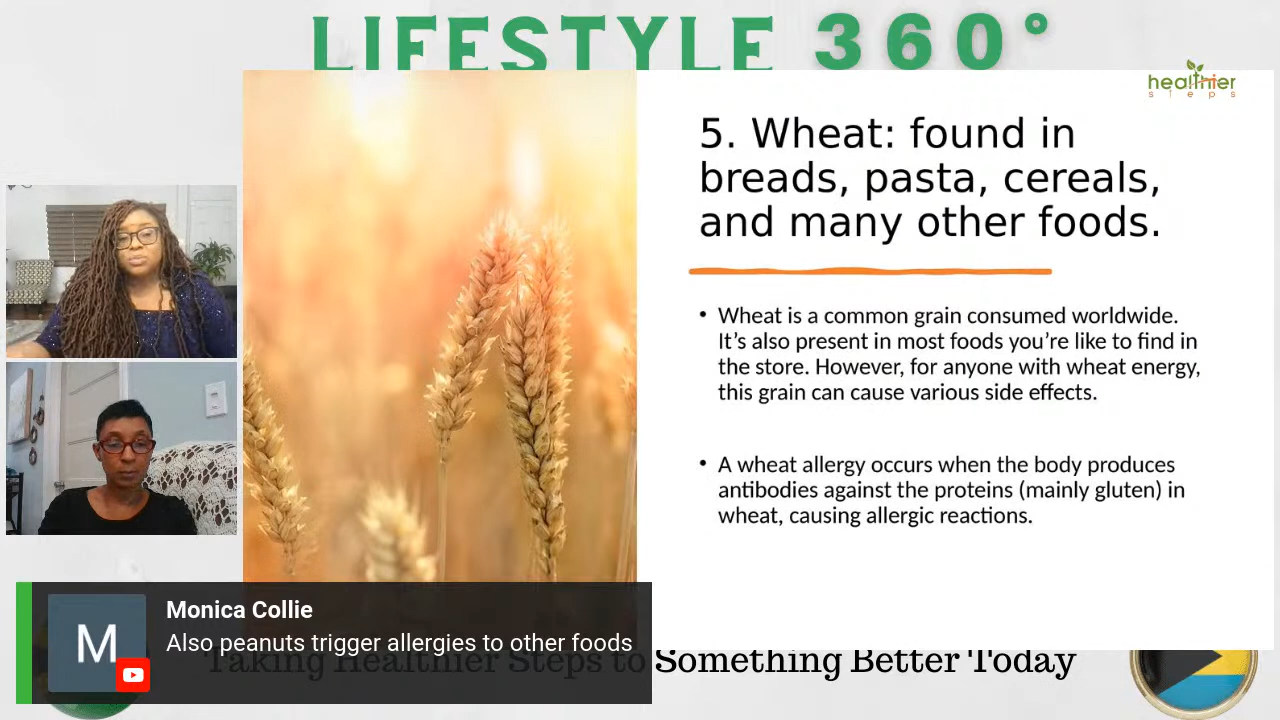 LIFESTYLE 360°
healthier
steps
5. Wheat: found in
breads, pasta, cereals,
and many other foods.
• Wheat is a common grain consumed worldwide.
It's also present in most foods you're like to find in
the store. However, for anyone with wheat energy,
this grain can cause various side effects.
• A wheat allergy occurs when the body produces
antibodies against the proteins (mainly gluten) in
wheat, causing allergic reactions.
M
Monica Collie
Also peanuts trigger allergies to other foods
Taking Healthier Steps to Something Better Today